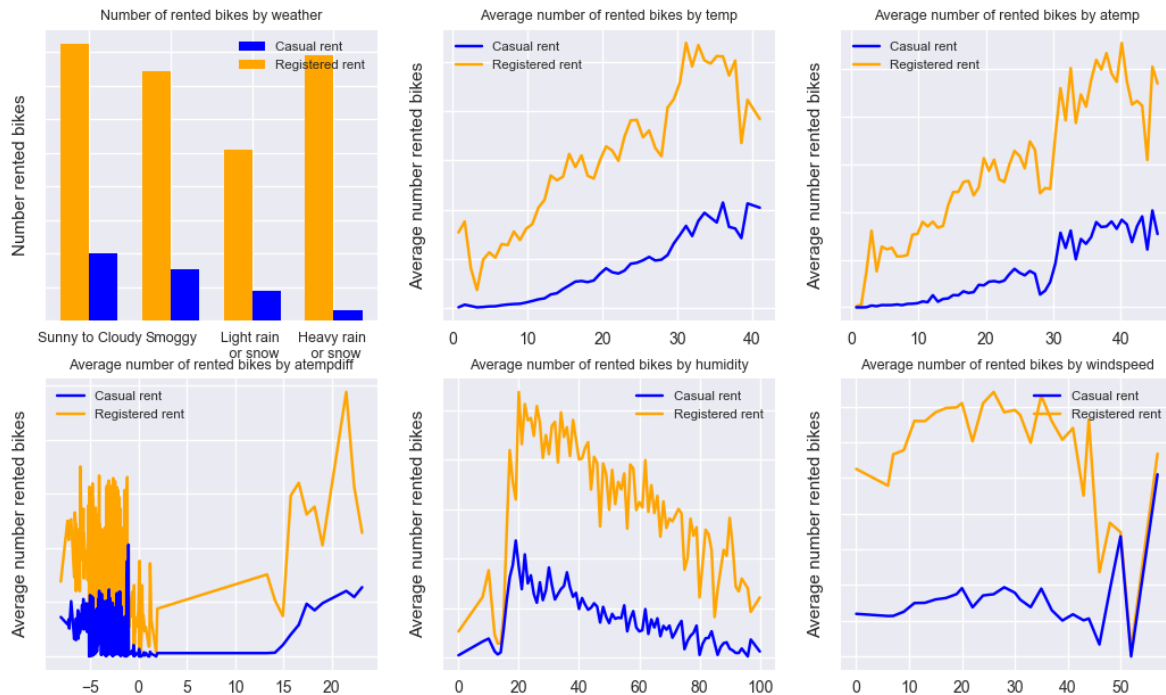 Number of rented bikes by weather
Number rented bikes
Casual rent
Registered rent
Sunny to Cloudy
Smoggy
Light rain
or snow
Heavy rain
or snow
Average number of rented bikes by temp
Average number rented bikes
Casual rent
Registered rent
0 10 20 30 40
Average number of rented bikes by atemp
Average number rented bikes
Casual rent
Registered rent
0 10 20 30 40
Average number of rented bikes by atempdiff
Average number rented bikes
Casual rent
Registered rent
−5 0 5 10 15 20
Average number of rented bikes by humidity
Average number rented bikes
Casual rent
Registered rent
0 20 40 60 80 100
Average number of rented bikes by windspeed
Average number rented bikes
Casual rent
Registered rent
0 10 20 30 40 50